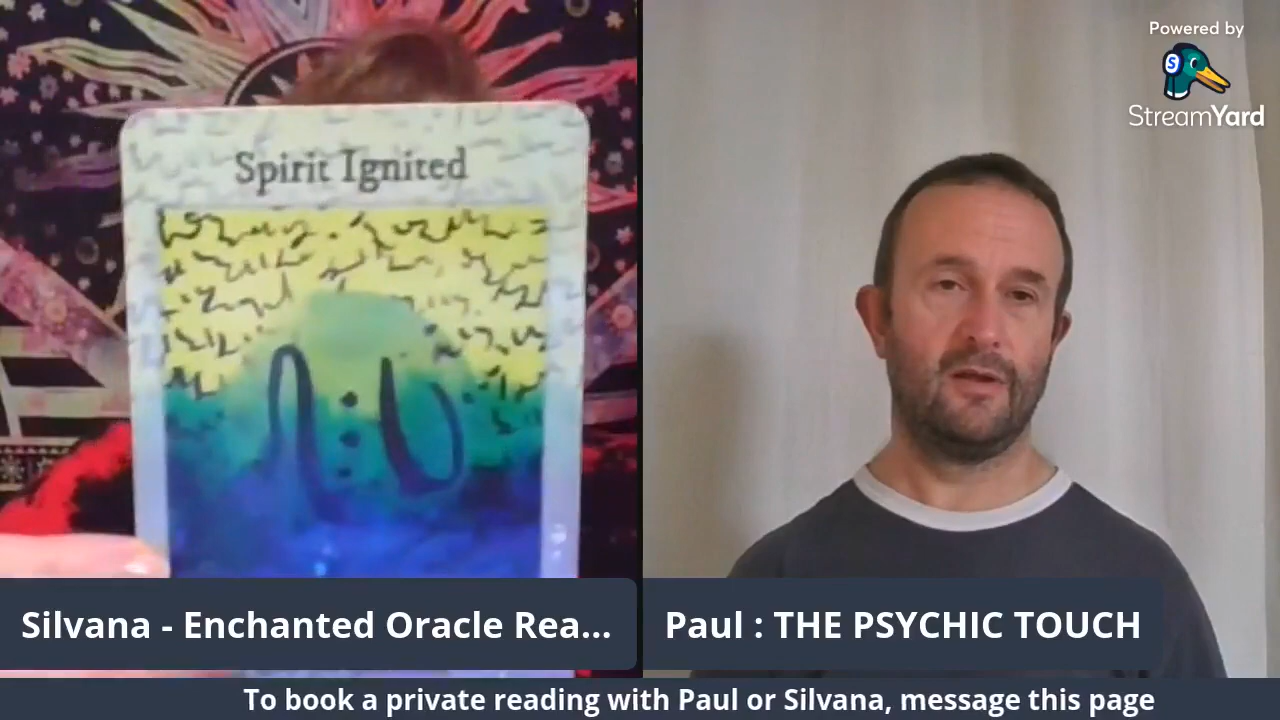 Powered by
S
StreamYard
Spirit Ignited
Silvana - Enchanted Oracle Rea...
Paul : THE PSYCHIC TOUCH
To book a private reading with Paul or Silvana, message this page